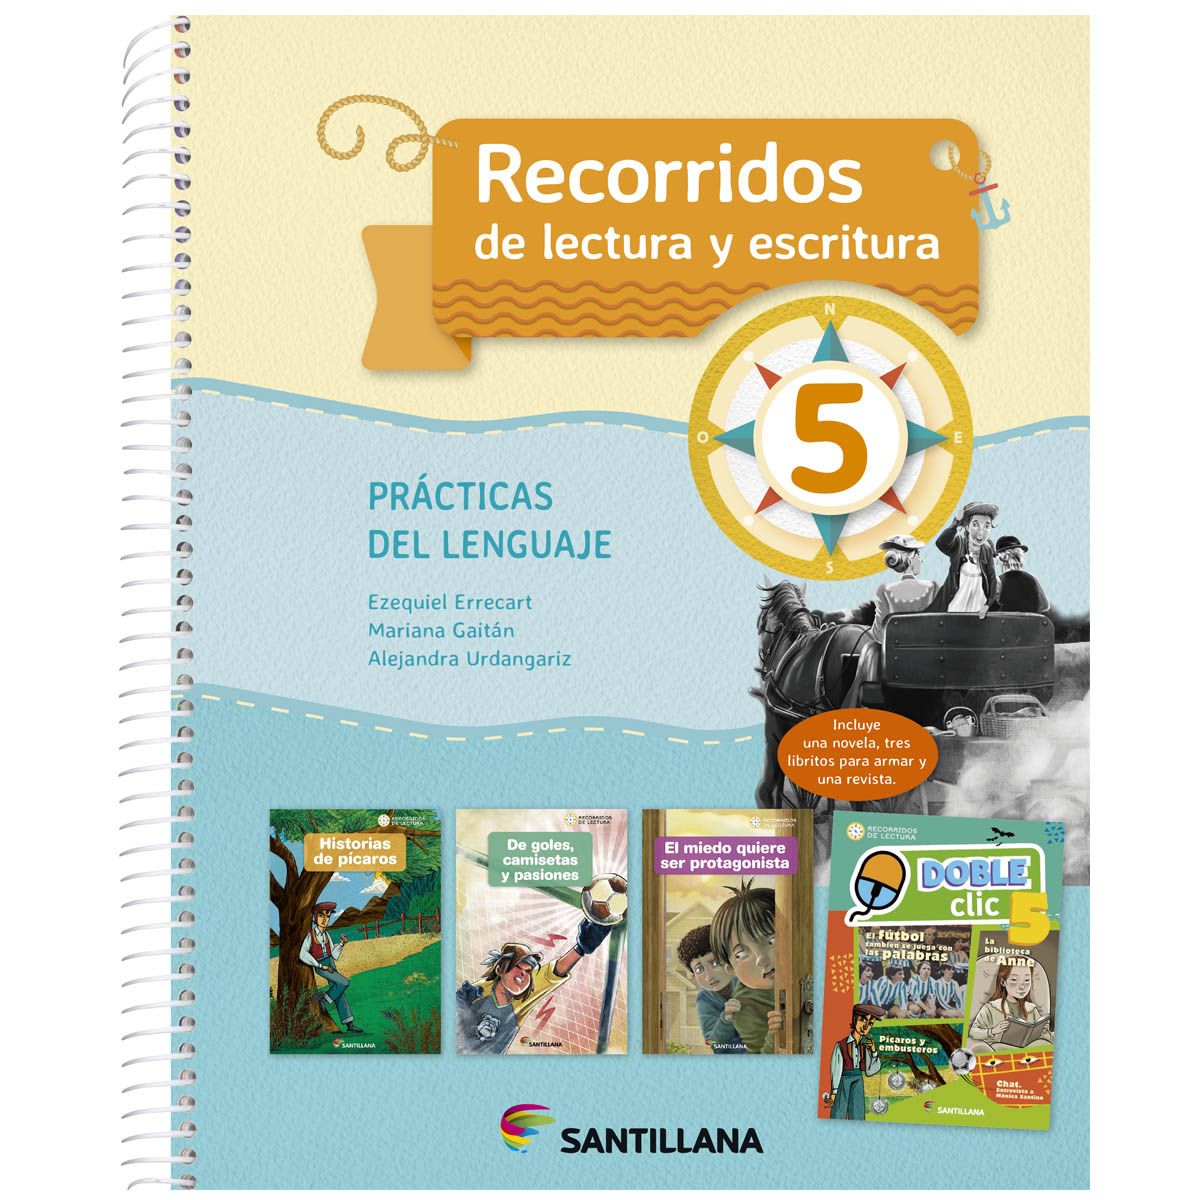 Recorridos
de lectura y escritura
N
O
E
S
5
PRÁCTICAS
DEL LENGUAJE
Ezequiel Errecart
Mariana Gaitán
Alejandra Urdangariz
Incluye
una novela, tres
libritos para armar y
una revista.
RECORRIDOS
DE LECTURA
Historias
de pícaros
SANTILLANA
RECORRIDOS
DE LECTURA
De goles,
camisetas
y pasiones
SANTILLANA
RECORRIDOS
DE LECTURA
El miedo quiere
ser protagonista
SANTILLANA
RECORRIDOS
DE LECTURA
DOBLE
clic 5
El fútbol
también se juega con
las palabras
La
biblioteca
de Anne
Pícaros y
embusteros
Chat.
Entrevista a
Mónica Santino
SANTILLANA
SANTILLANA